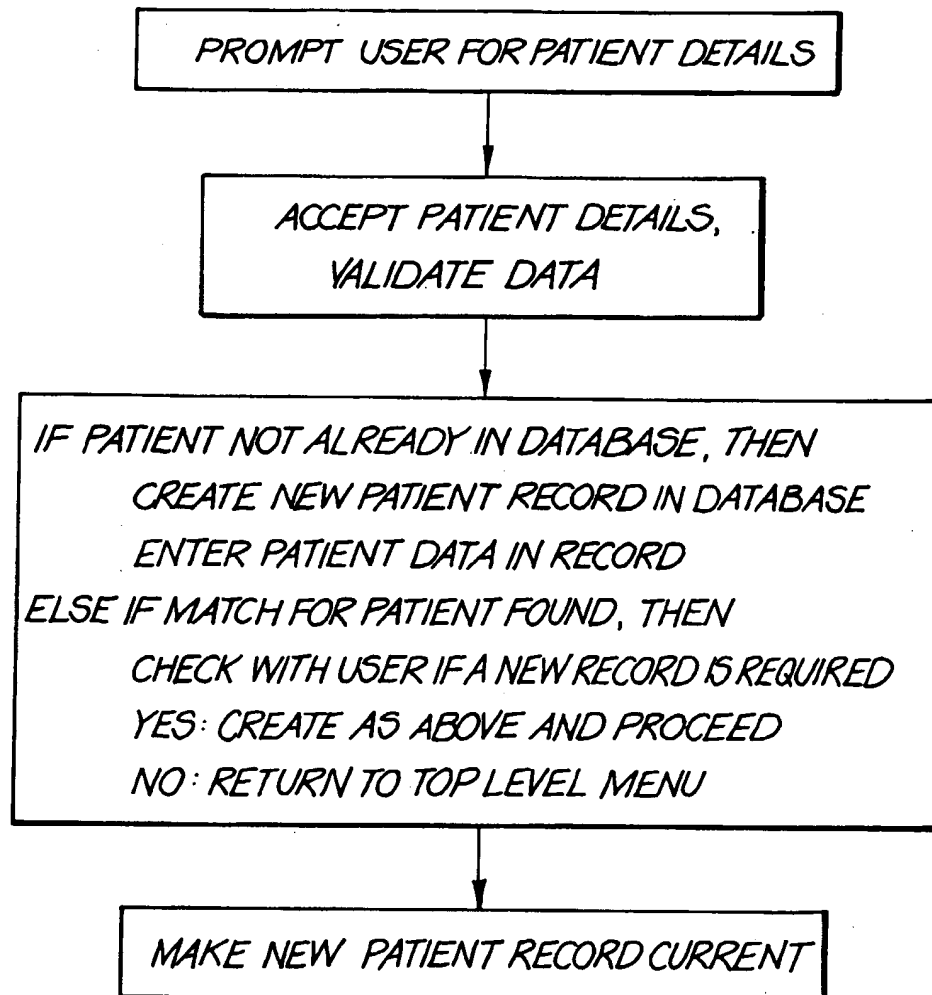 PROMPT USER FOR PATIENT DETAILS
ACCEPT PATIENT DETAILS,
VALIDATE DATA
IF PATIENT NOT ALREADY IN DATABASE, THEN
CREATE NEW PATIENT RECORD IN DATABASE
ENTER PATIENT DATA IN RECORD
ELSE IF MATCH FOR PATIENT FOUND, THEN
CHECK WITH USER IF A NEW RECORD IS REQUIRED
YES: CREATE AS ABOVE AND PROCEED
NO: RETURN TO TOP LEVEL MENU
MAKE NEW PATIENT RECORD CURRENT